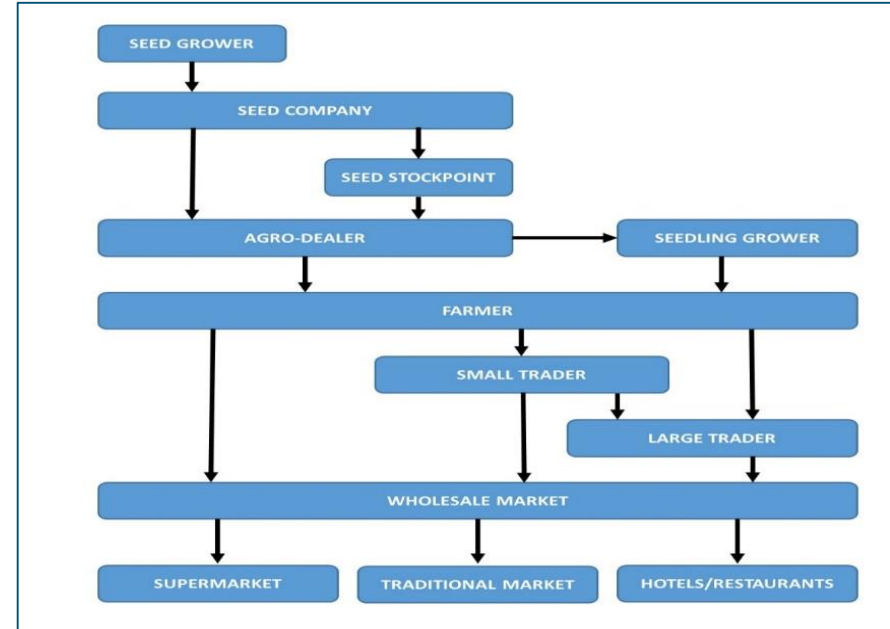 SEED GROWER
SEED COMPANY
SEED STOCKPOINT
AGRO-DEALER
SEEDLING GROWER
FARMER
SMALL TRADER
LARGE TRADER
WHOLESALE MARKET
SUPERMARKET
TRADITIONAL MARKET
HOTELS/RESTAURANTS